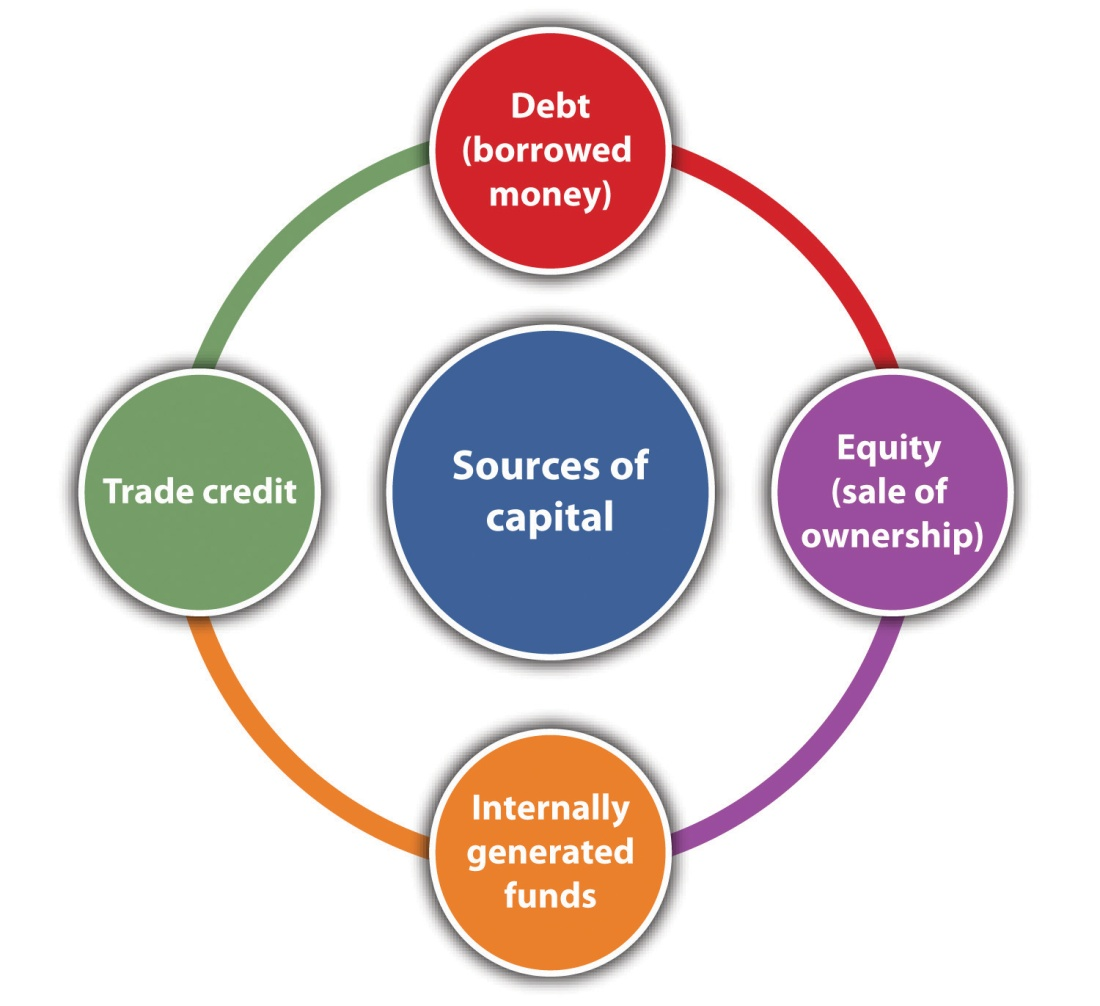 Debt
(borrowed
money)
Trade credit
Sources of
capital
Equity
(sale of
ownership)
Internally
generated
funds